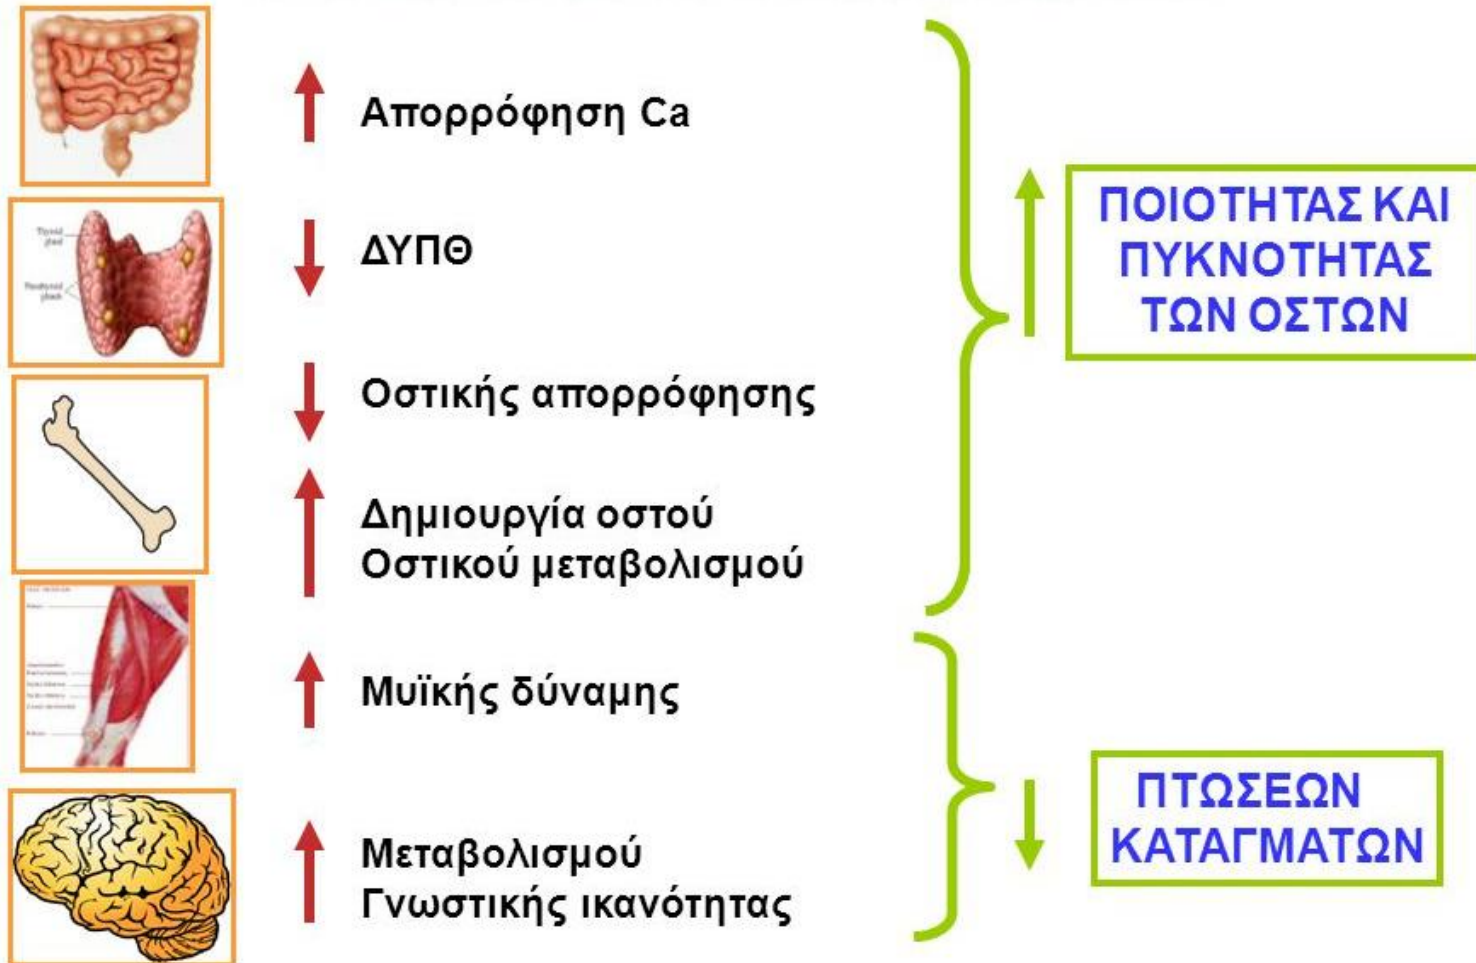 Απορρόφηση Ca
ΔΥΠΘ
Οστικής απορρόφησης
Δημιουργία οστού
Οστικού μεταβολισμού
Μυϊκής δύναμης
Μεταβολισμού
Γνωστικής ικανότητας
ΠΟΙΟΤΗΤΑΣ ΚΑΙ
ΠΥΚΝΟΤΗΤΑΣ
ΤΩΝ ΟΣΤΩΝ
ΠΤΩΣΕΩΝ
ΚΑΤΑΓΜΑΤΩΝ